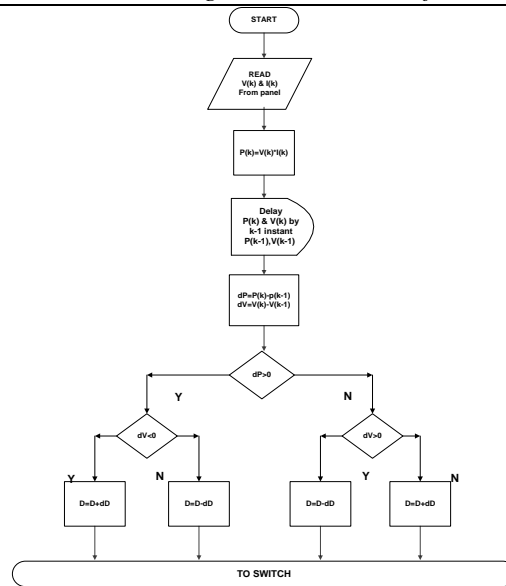 START
READ
V(k) & I(k)
From panel
P(k)=V(k)*I(k)
Delay
P(k) & V(k) by
k-1 instant
P(k-1),V(k-1)
dP=P(k)-p(k-1)
dV=V(k)-V(k-1)
dP>0
Y
N
dV<0
dV>0
Y
N
Y
N
D=D+dD
D=D-dD
D=D-dD
D=D+dD
TO SWITCH